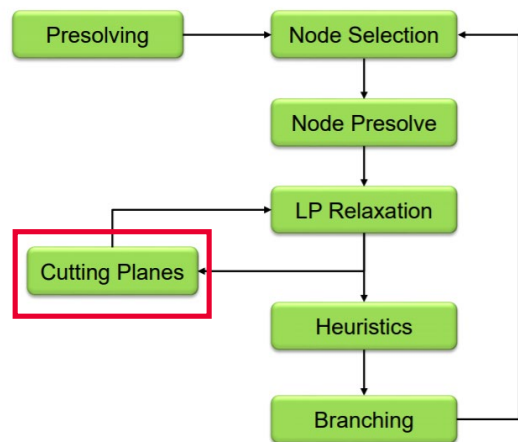 Presolving
Node Selection
Node Presolve
LP Relaxation
Cutting Planes
Heuristics
Branching